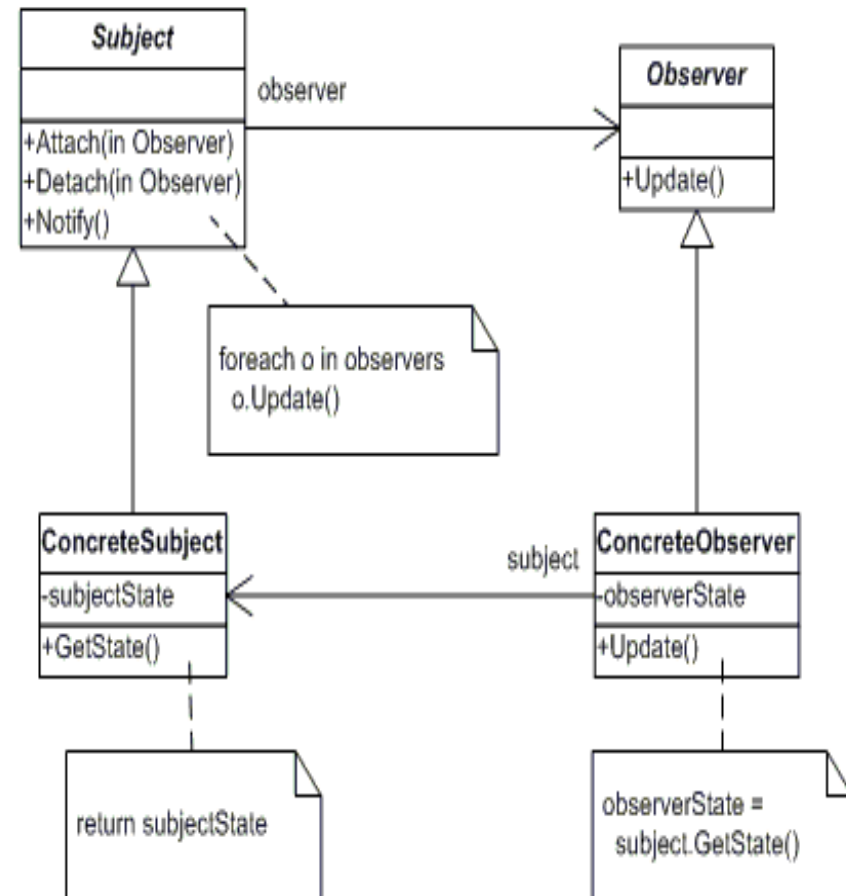 Subject
+Attach(in Observer)
+Detach(in Observer)
+Notify()
observer
Observer
+Update()
foreach o in observers
o.Update()
ConcreteSubject
-subjectState
+GetState()
subject
ConcreteObserver
-observerState
+Update()
return subjectState
observerState =
subject.GetState()